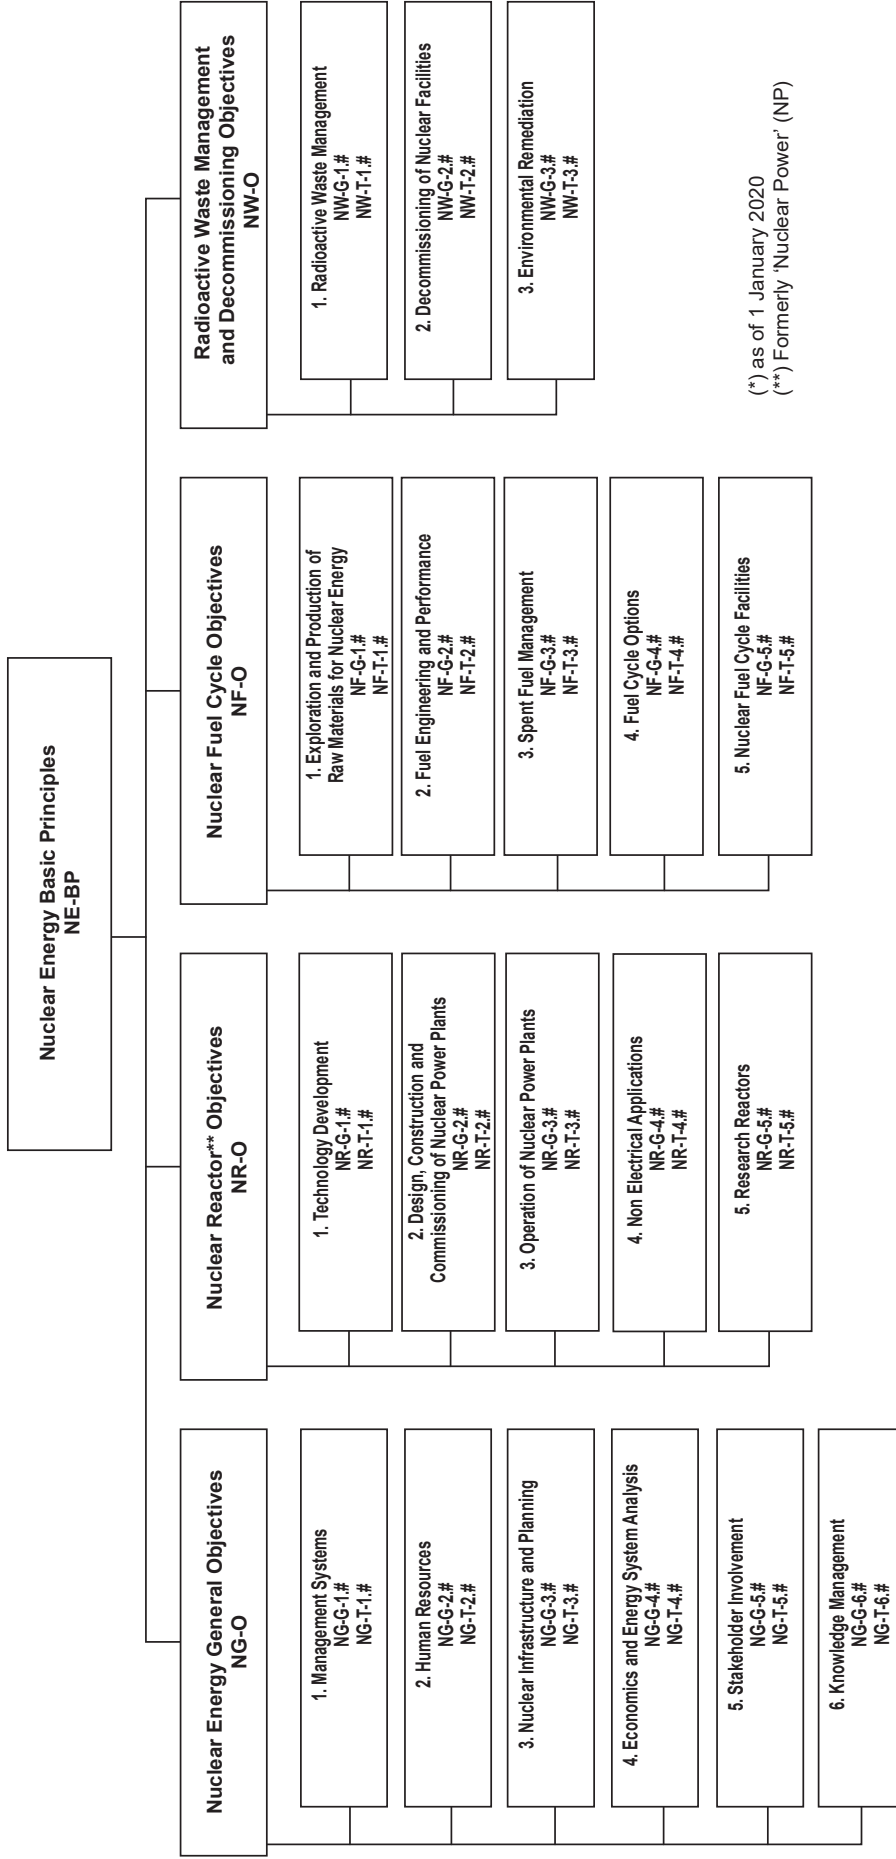 Nuclear Energy Basic Principles
NE-BP
Nuclear Energy General Objectives
NG-O
1. Management Systems
NG-G-1.#
NG-T-1.#
2. Human Resources
NG-G-2.#
NG-T-2.#
3. Nuclear Infrastructure and Planning
NG-G-3.#
NG-T-3.#
4. Economics and Energy System Analysis
NG-G-4.#
NG-T-4.#
5. Stakeholder Involvement
NG-G-5.#
NG-T-5.#
6. Knowledge Management
NG-G-6.#
NG-T-6.#
Nuclear Reactor** Objectives
NR-O
1. Technology Development
NR-G-1.#
NR-T-1.#
2. Design, Construction and
Commissioning of Nuclear Power Plants
NR-G-2.#
NR-T-2.#
3. Operation of Nuclear Power Plants
NR-G-3.#
NR-T-3.#
4. Non Electrical Applications
NR-G-4.#
NR-T-4.#
5. Research Reactors
NR-G-5.#
NR-T-5.#
Nuclear Fuel Cycle Objectives
NF-O
1. Exploration and Production of
Raw Materials for Nuclear Energy
NF-G-1.#
NF-T-1.#
2. Fuel Engineering and Performance
NF-G-2.#
NF-T-2.#
3. Spent Fuel Management
NF-G-3.#
NF-T-3.#
4. Fuel Cycle Options
NF-G-4.#
NF-T-4.#
5. Nuclear Fuel Cycle Facilities
NF-G-5.#
NF-T-5.#
Radioactive Waste Management
and Decommissioning Objectives
NW-O
1. Radioactive Waste Management
NW-G-1.#
NW-T-1.#
2. Decommissioning of Nuclear Facilities
NW-G-2.#
NW-T-2.#
3. Environmental Remediation
NW-G-3.#
NW-T-3.#
(*) as of 1 January 2020
(**) Formerly ‘Nuclear Power’ (NP)